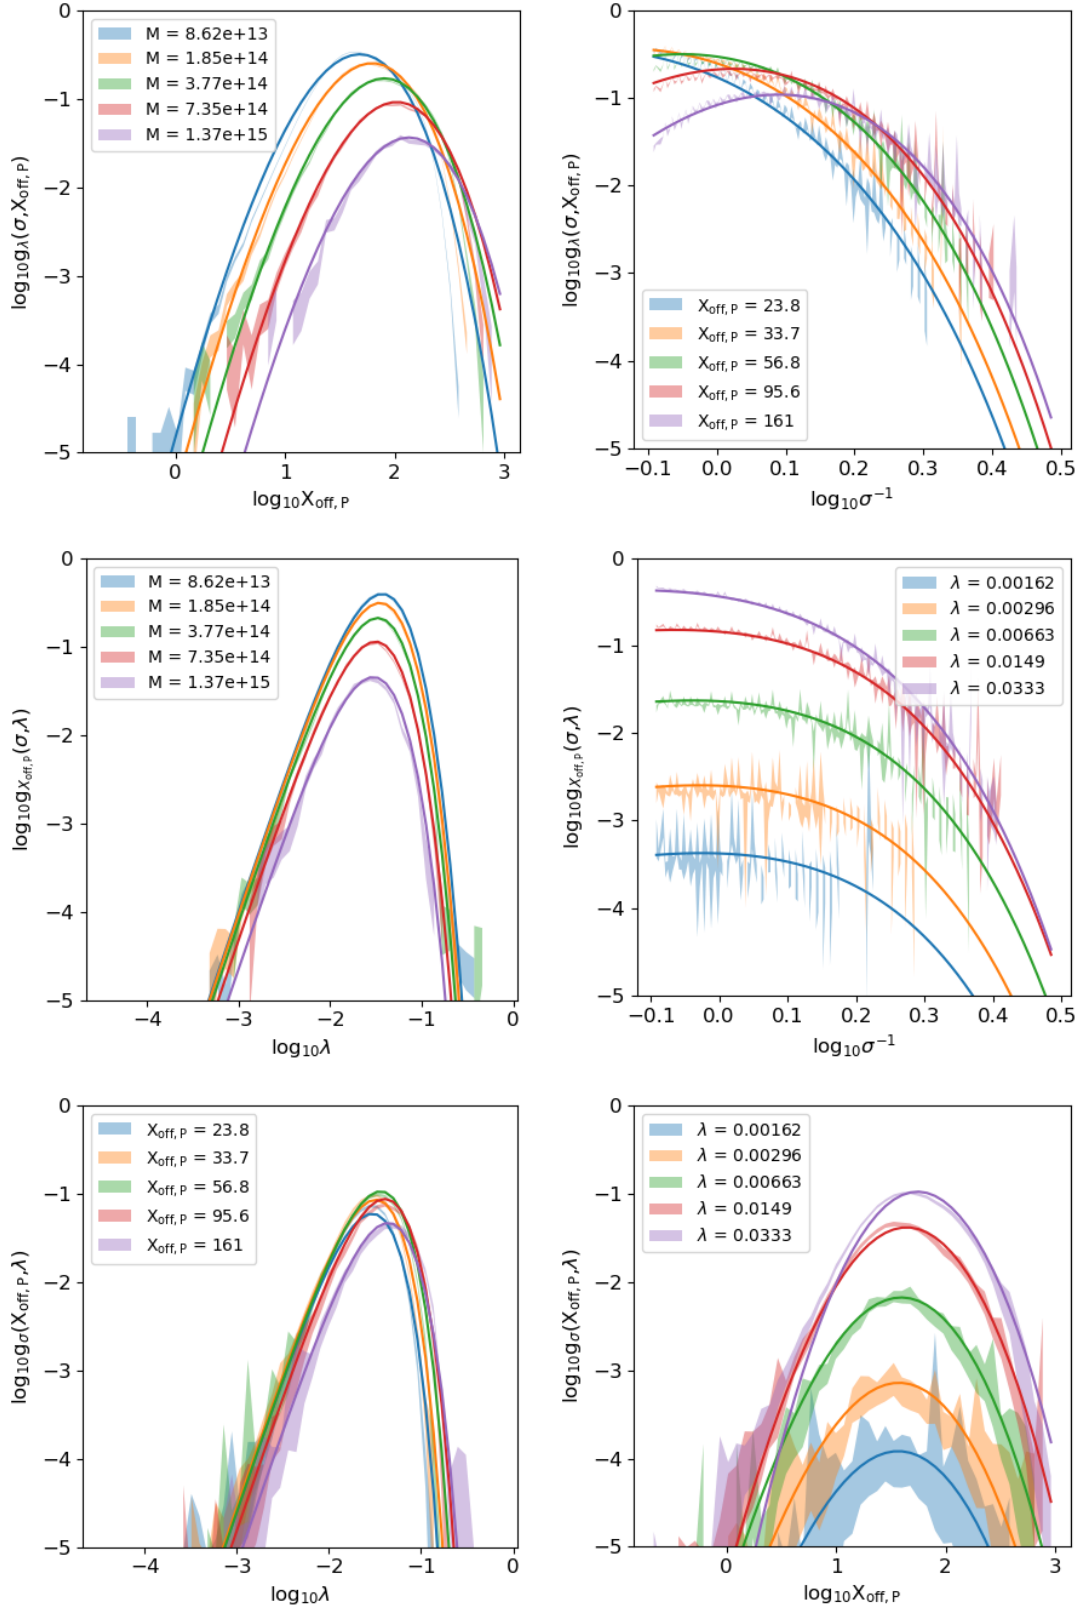 0
−1
−2
−3
−4
−5
log₁₀g_λ(σ,X_off,P)
M = 8.62e+13
M = 1.85e+14
M = 3.77e+14
M = 7.35e+14
M = 1.37e+15
0 1 2 3
log₁₀X_off,P
0
−1
−2
−3
−4
−5
log₁₀g_λ(σ,X_off,P)
X_off,P = 23.8
X_off,P = 33.7
X_off,P = 56.8
X_off,P = 95.6
X_off,P = 161
−0.1 0.0 0.1 0.2 0.3 0.4 0.5
log₁₀σ⁻¹
0
−1
−2
−3
−4
−5
log₁₀g_X_off,P(σ,λ)
M = 8.62e+13
M = 1.85e+14
M = 3.77e+14
M = 7.35e+14
M = 1.37e+15
−4 −3 −2 −1 0
log₁₀λ
0
−1
−2
−3
−4
−5
log₁₀g_X_off,P(σ,λ)
λ = 0.00162
λ = 0.00296
λ = 0.00663
λ = 0.0149
λ = 0.0333
−0.1 0.0 0.1 0.2 0.3 0.4 0.5
log₁₀σ⁻¹
0
−1
−2
−3
−4
−5
log₁₀g_σ(X_off,P,λ)
X_off,P = 23.8
X_off,P = 33.7
X_off,P = 56.8
X_off,P = 95.6
X_off,P = 161
−4 −3 −2 −1 0
log₁₀λ
0
−1
−2
−3
−4
−5
log₁₀g_σ(X_off,P,λ)
λ = 0.00162
λ = 0.00296
λ = 0.00663
λ = 0.0149
λ = 0.0333
0 1 2 3
log₁₀X_off,P